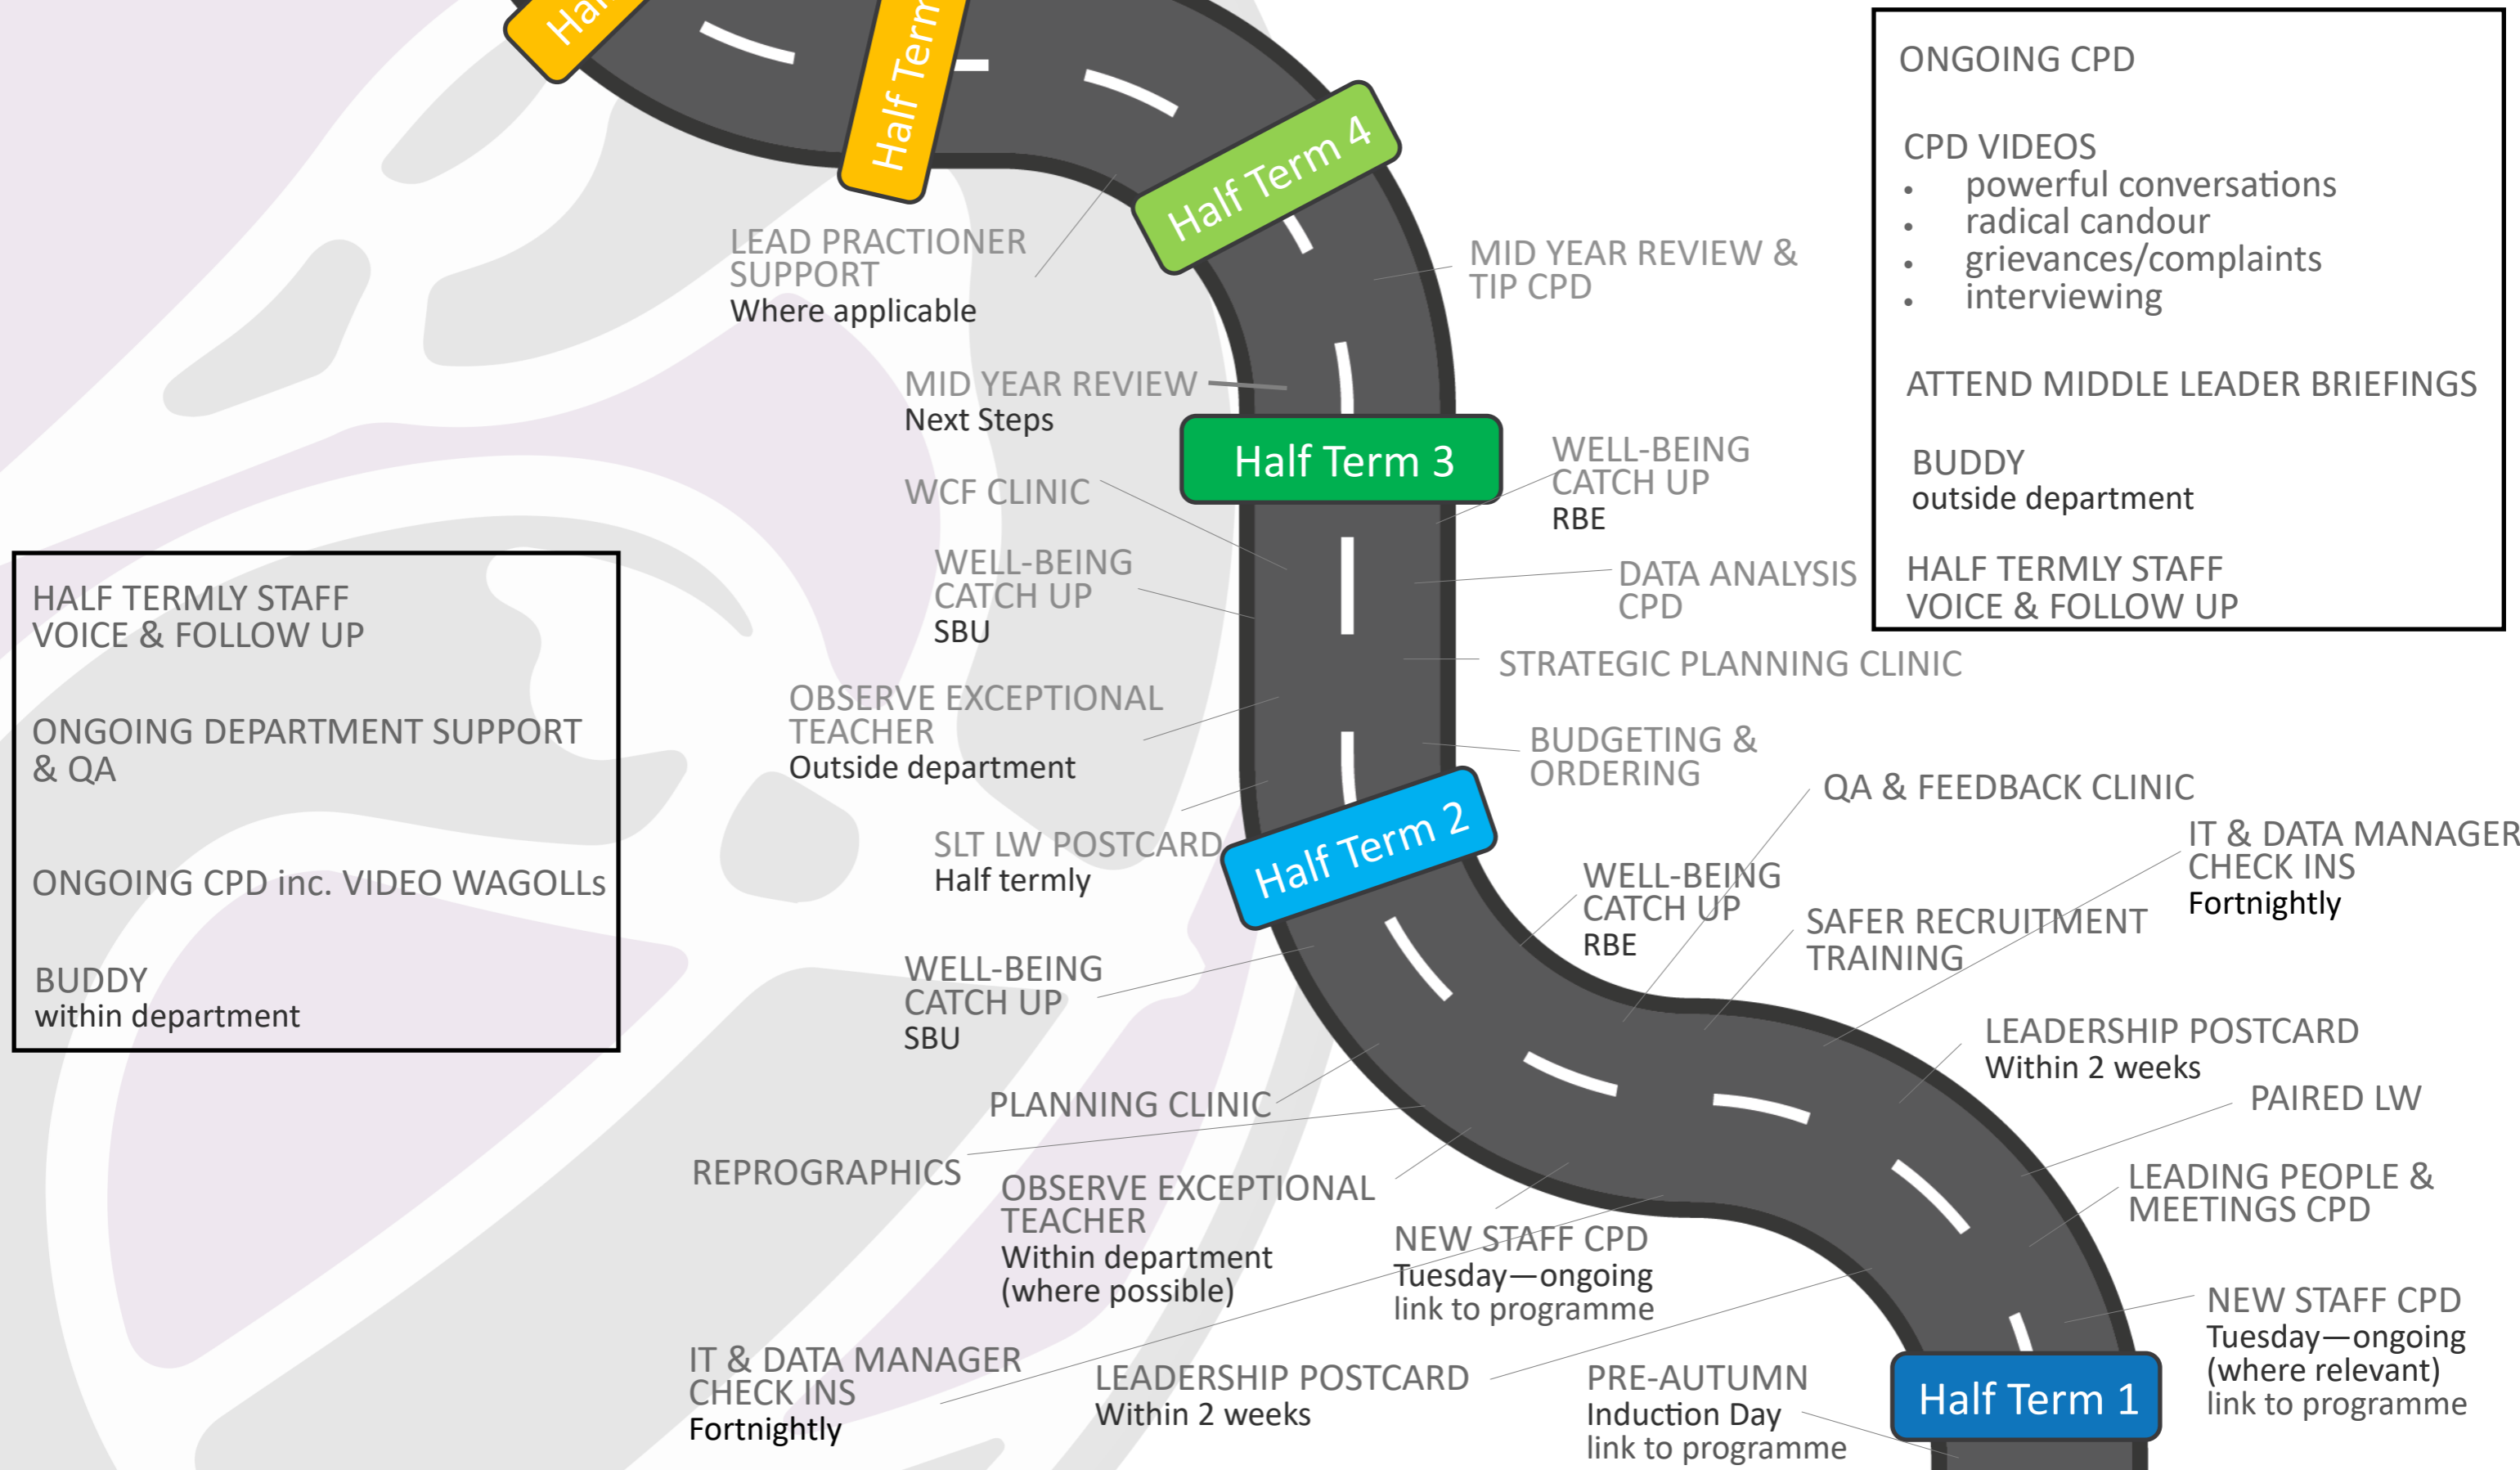 Half Term
Half Term 4
ONGOING CPD
CPD VIDEOS
• powerful conversations
• radical candour
• grievances/complaints
• interviewing
ATTEND MIDDLE LEADER BRIEFINGS
BUDDY
outside department
HALF TERMLY STAFF
VOICE & FOLLOW UP
LEAD PRACTIONER
SUPPORT
Where applicable
MID YEAR REVIEW &
TIP CPD
MID YEAR REVIEW
Next Steps
Half Term 3
WCF CLINIC
WELL-BEING
CATCH UP
RBE
WELL-BEING
CATCH UP
SBU
DATA ANALYSIS
CPD
STRATEGIC PLANNING CLINIC
OBSERVE EXCEPTIONAL
TEACHER
Outside department
BUDGETING &
ORDERING
SLT LW POSTCARD
Half termly
Half Term 2
HALF TERMLY STAFF
VOICE & FOLLOW UP
ONGOING DEPARTMENT SUPPORT
& QA
ONGOING CPD inc. VIDEO WAGOLLs
BUDDY
within department
QA & FEEDBACK CLINIC
IT & DATA MANAGER
CHECK INS
Fortnightly
WELL-BEING
CATCH UP
RBE
SAFER RECRUITMENT
TRAINING
WELL-BEING
CATCH UP
SBU
LEADERSHIP POSTCARD
Within 2 weeks
PLANNING CLINIC
PAIRED LW
REPROGRAPHICS
OBSERVE EXCEPTIONAL
TEACHER
Within department
(where possible)
LEADING PEOPLE &
MEETINGS CPD
NEW STAFF CPD
Tuesday—ongoing
link to programme
NEW STAFF CPD
Tuesday—ongoing
(where relevant)
link to programme
IT & DATA MANAGER
CHECK INS
Fortnightly
LEADERSHIP POSTCARD
Within 2 weeks
PRE-AUTUMN
Induction Day
link to programme
Half Term 1